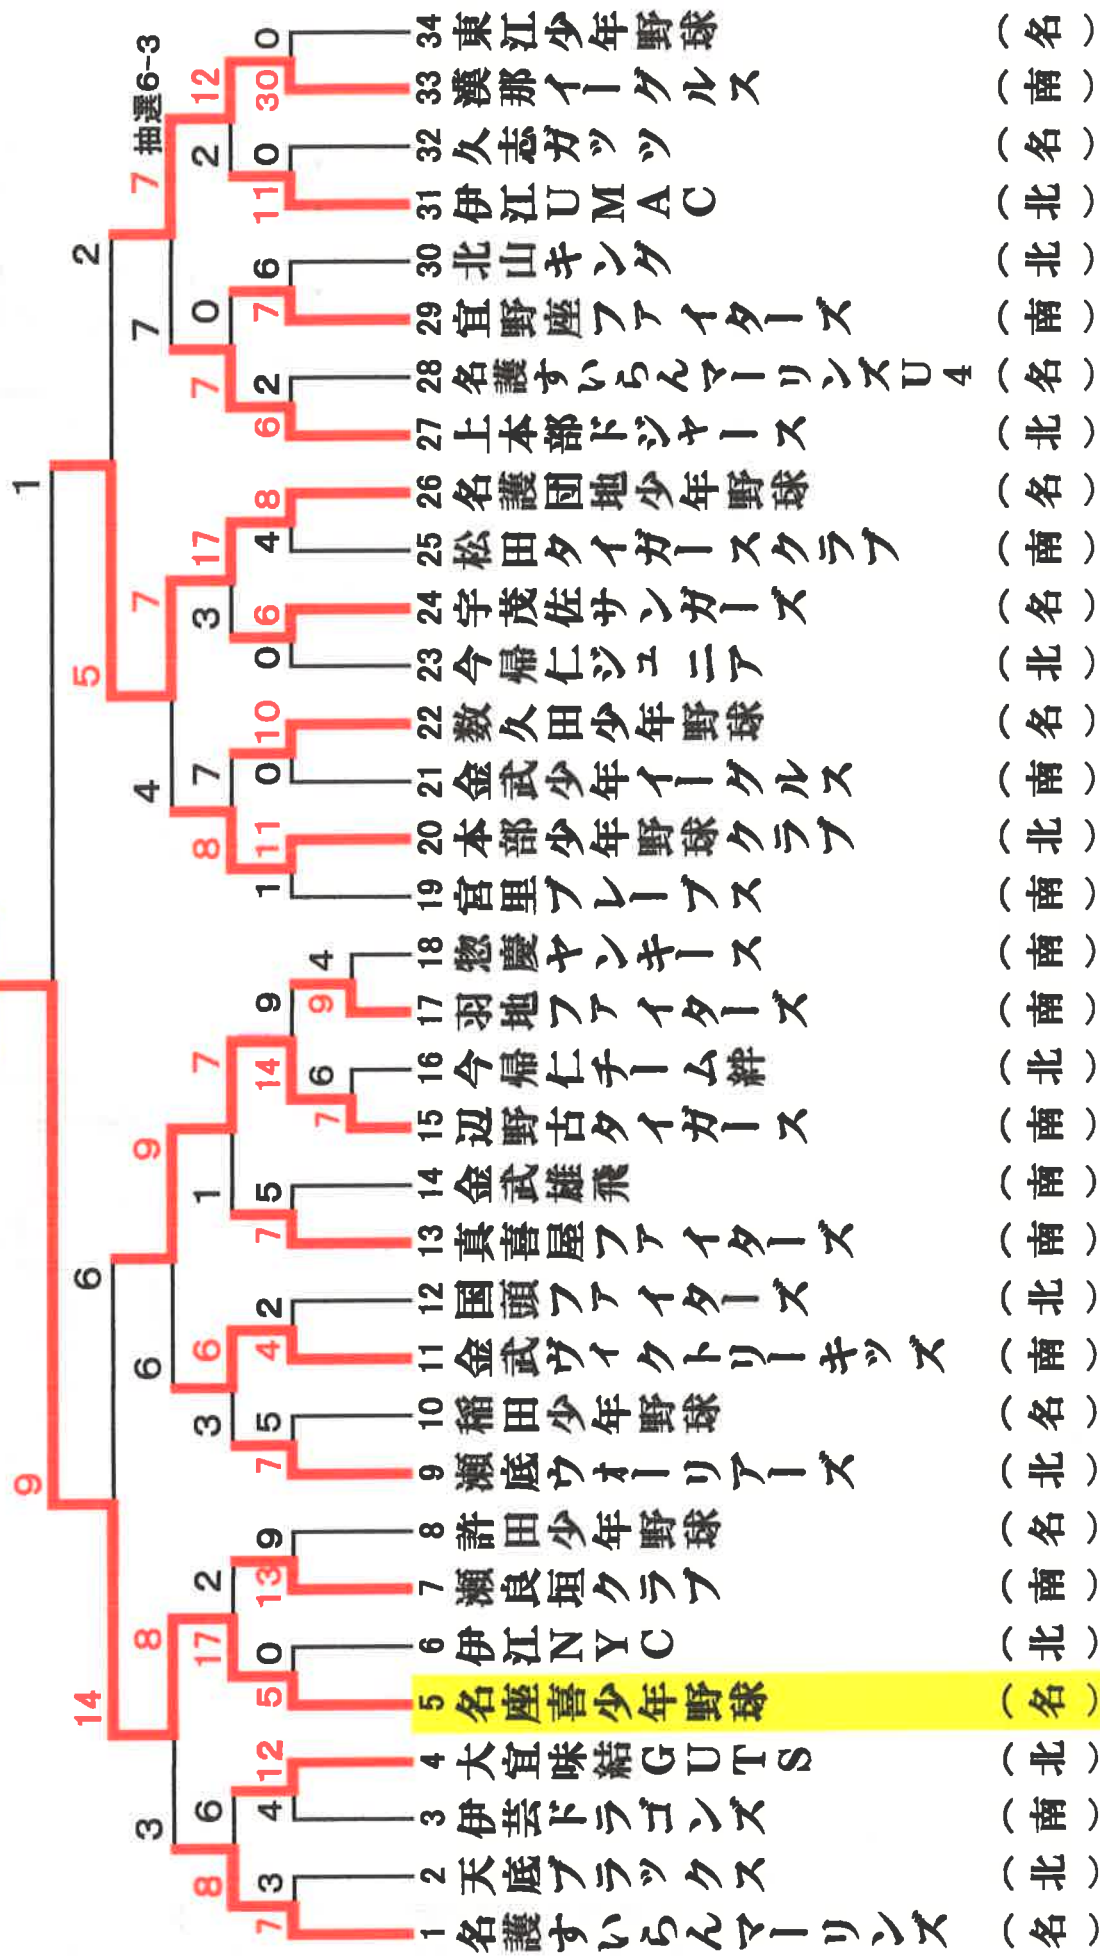 34 東江少年野球 (名)
33 漢那イーグルス (南)
32 久志ガッツ (名)
31 伊江UMAC (北)
30 北山キング (北)
29 宜野座ファイターズ (南)
28 名護すいらんマーリンズU4 (名)
27 上本部ドジャース (北)
26 名護団地少年野球 (名)
25 松田タイガースクラブ (南)
24 宇茂佐サンガーズ (名)
23 今帰仁ジュニア (北)
22 数久田少年野球 (名)
21 金武少年イーグルス (南)
20 本部少年野球クラブ (北)
19 宮里ブレーブス (南)
18 惣慶ヤンキース (南)
17 羽地ファイターズ (南)
16 今帰仁チーム絆 (北)
15 辺野古タイガース (南)
14 金武雄飛 (南)
13 真喜屋ファイターズ (南)
12 国頭ファイターズ (北)
11 金武ヴィクトリーキッズ (南)
10 稲田少年野球 (名)
9 瀬底ウォーリアーズ (北)
8 許田少年野球 (名)
7 瀬良垣クラブ (南)
6 伊江NYC (北)
5 名座喜少年野球 (名)
4 大宜味結GUTS (北)
3 伊芸ドラゴンズ (南)
2 天底ブラックス (北)
1 名護すいらんマーリンズ (名)
9 1
14 6 5 2
3 8 6 9 4 7 7 7 抽選6-3
8 6 17 2 3 6 1 7 8 7 3 17 7 0 2 12
7 3 4 12 5 0 13 9 7 5 4 2 7 5 14 9 1 11 0 10 0 6 4 8 6 2 7 6 11 0 30 0
7 6 9 4